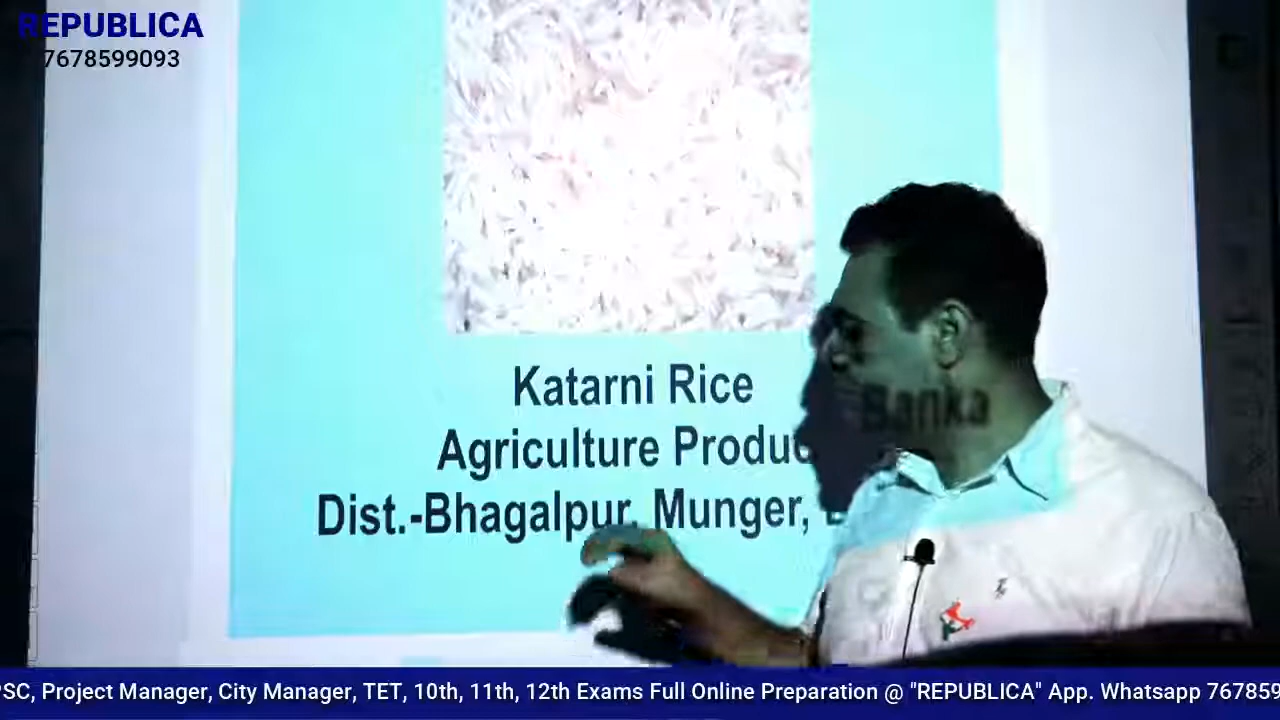 REPUBLICA
7678599093
Katarni Rice
Agriculture Produc
Dist.-Bhagalpur, Munger,
Banka
PSC, Project Manager, City Manager, TET, 10th, 11th, 12th Exams Full Online Preparation @ "REPUBLICA" App. Whatsapp 767859